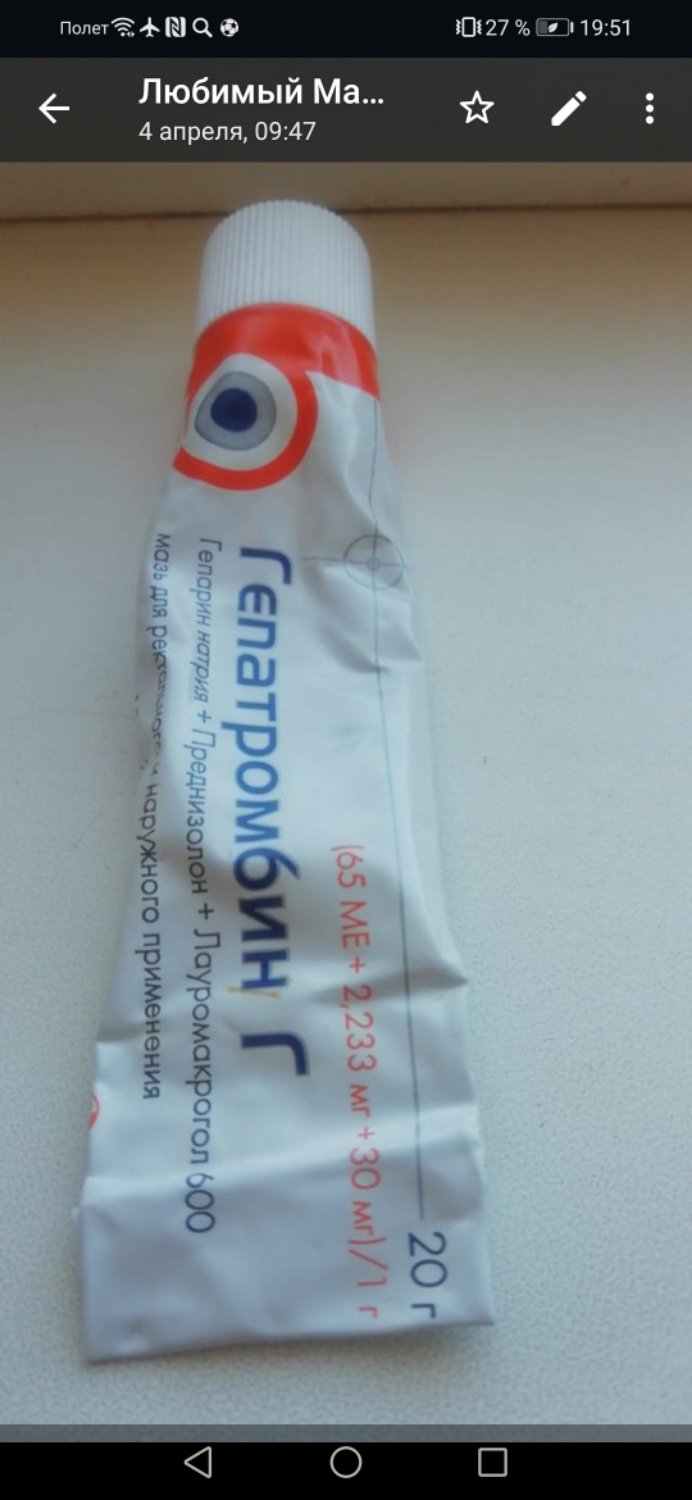 Полет 27 % 19:51
Любимый Ма...
4 апреля, 09:47
Гепатромбин Г
Гепарин натрия + Преднизолон + Лауромакрогол 600
мазь для ректального и наружного применения
(65 МЕ + 2,233 мг+30 мг)/1 г
20 г